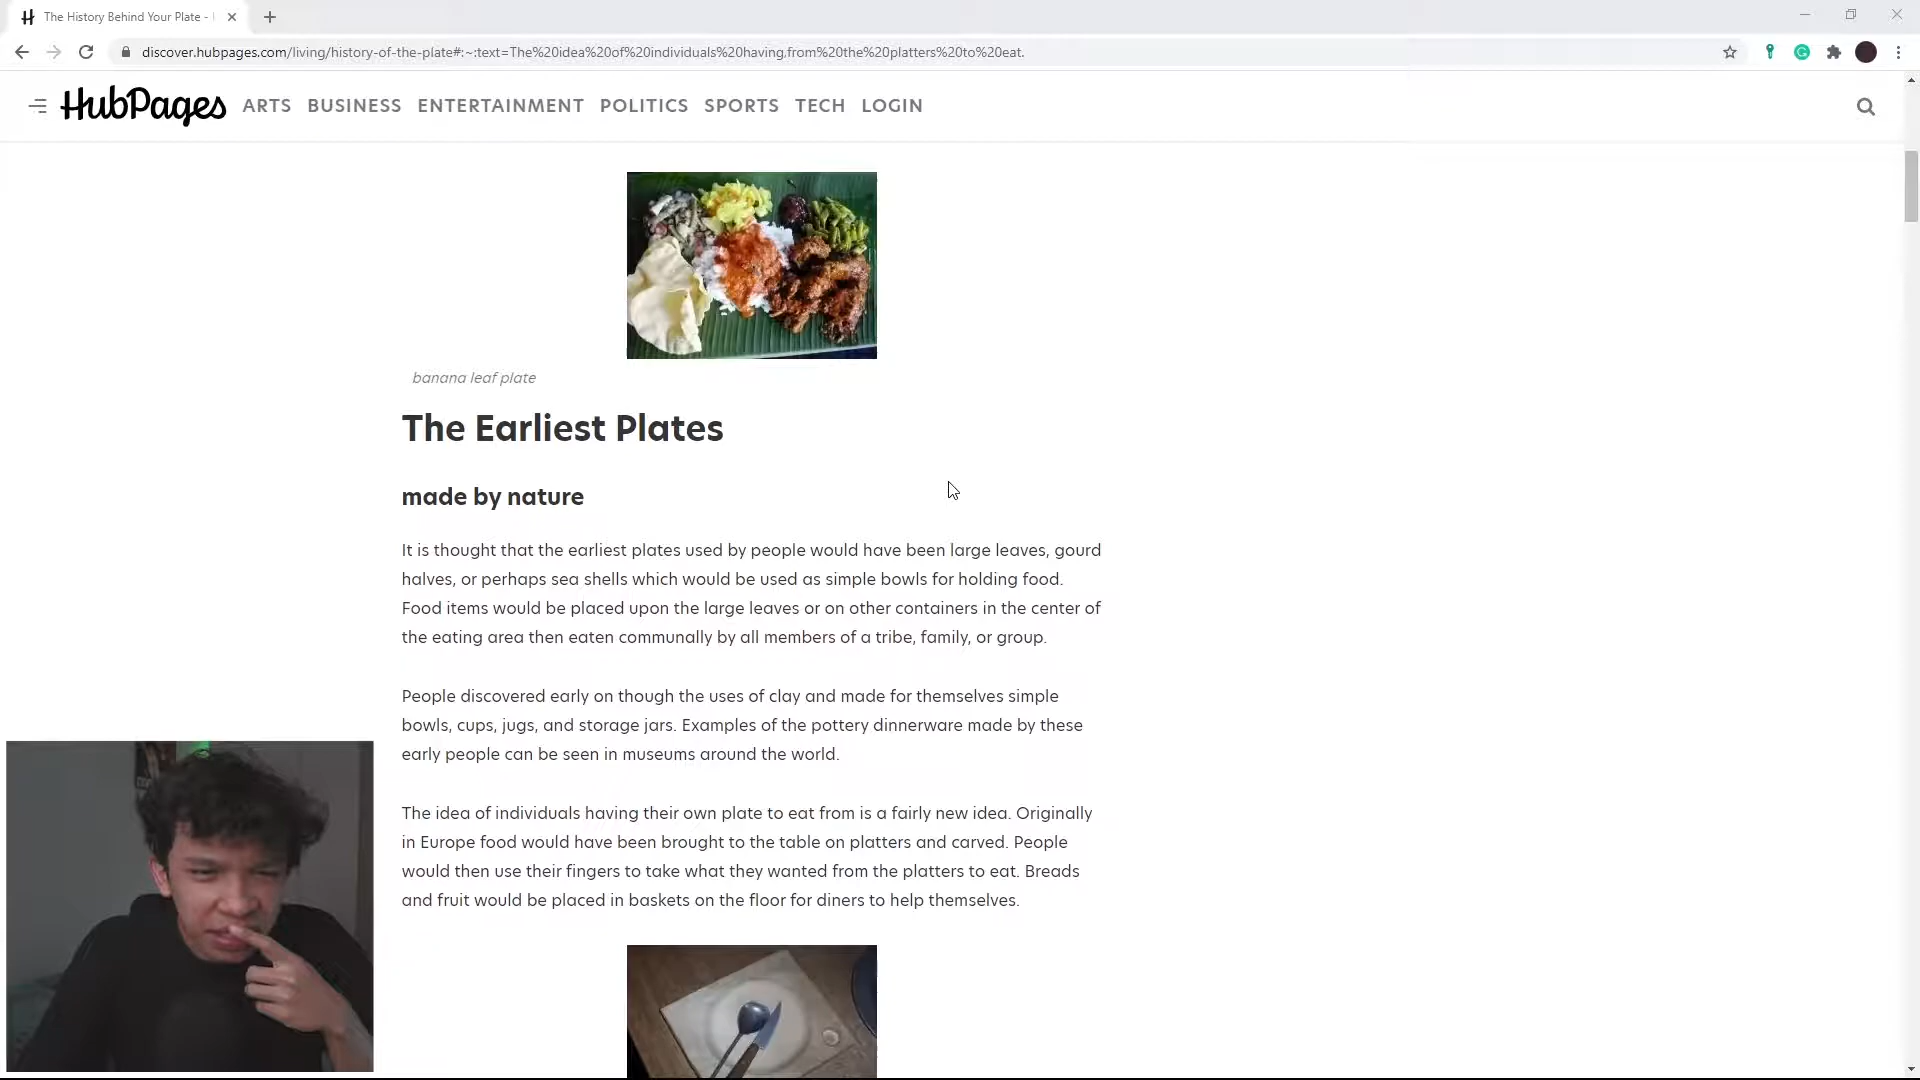 The History Behind Your Plate -
discover.hubpages.com/living/history-of-the-plate#:~:text=The%20idea%20of%20individuals%20having,from%20the%20platters%20to%20eat.
HubPages ARTS BUSINESS ENTERTAINMENT POLITICS SPORTS TECH LOGIN
banana leaf plate
The Earliest Plates
made by nature
It is thought that the earliest plates used by people would have been large leaves, gourd
halves, or perhaps sea shells which would be used as simple bowls for holding food.
Food items would be placed upon the large leaves or on other containers in the center of
the eating area then eaten communally by all members of a tribe, family, or group.
People discovered early on though the uses of clay and made for themselves simple
bowls, cups, jugs, and storage jars. Examples of the pottery dinnerware made by these
early people can be seen in museums around the world.
The idea of individuals having their own plate to eat from is a fairly new idea. Originally
in Europe food would have been brought to the table on platters and carved. People
would then use their fingers to take what they wanted from the platters to eat. Breads
and fruit would be placed in baskets on the floor for diners to help themselves.